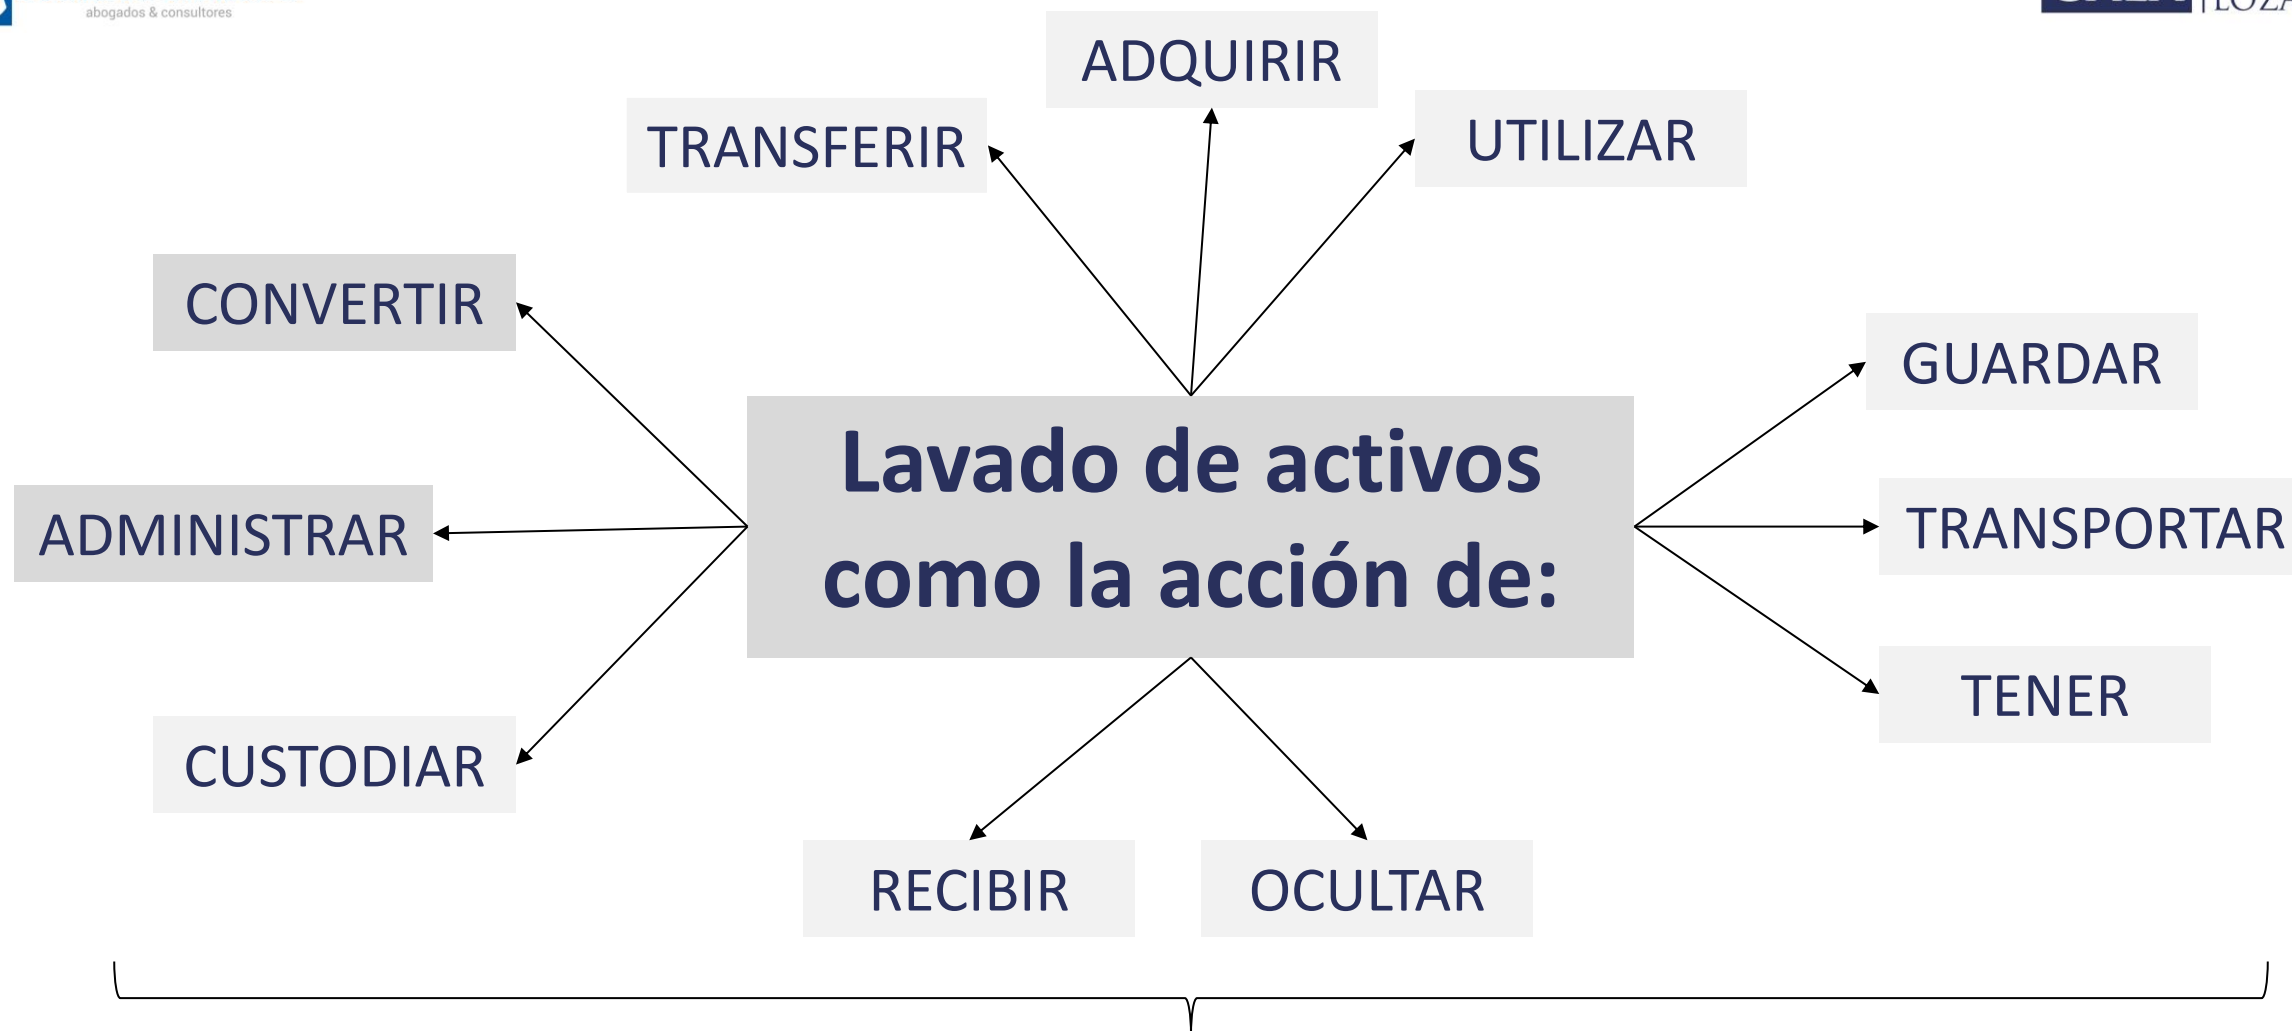 abogados & consultores
ADQUIRIR
TRANSFERIR
UTILIZAR
CONVERTIR
GUARDAR
Lavado de activos
como la acción de:
ADMINISTRAR
TRANSPORTAR
TENER
CUSTODIAR
RECIBIR
OCULTAR